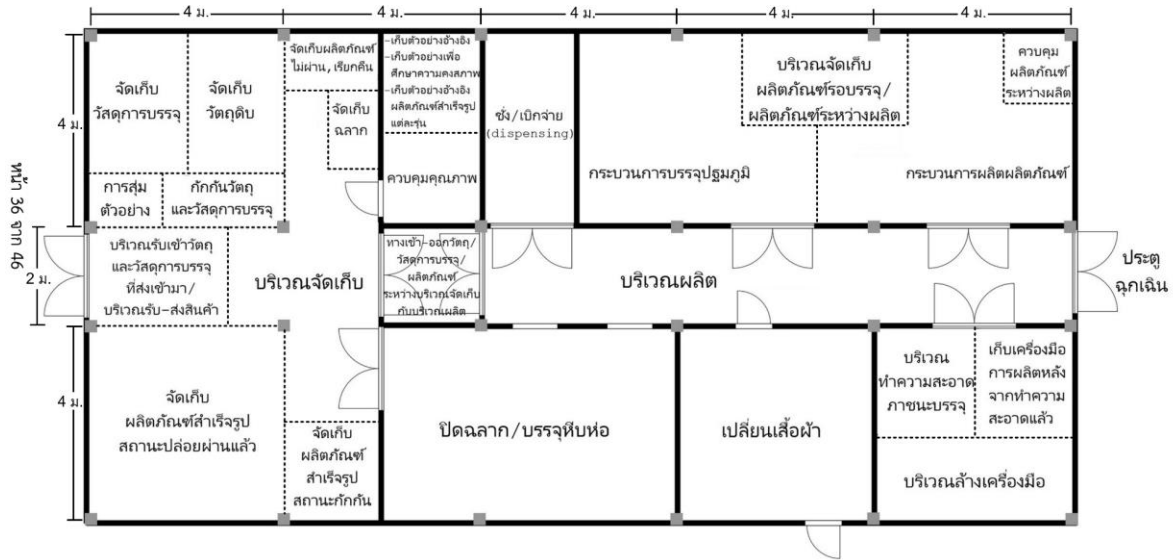 4 ม.
4 ม.
4 ม.
4 ม.
4 ม.
4 ม.
2 ม.
4 ม.
หน้า 36 จาก 46
จัดเก็บ
วัสดุการบรรจุ
จัดเก็บ
วัตถุดิบ
จัดเก็บผลิตภัณฑ์
ไม่ผ่าน,เรียกคืน
จัดเก็บ
ฉลาก
-เก็บตัวอย่างอ้างอิง
-เก็บตัวอย่างเพื่อ
ศึกษาความคงสภาพ
-เก็บตัวอย่างอ้างอิง
ผลิตภัณฑ์สำเร็จรูป
แต่ละรุ่น
ควบคุมคุณภาพ
ชั่ง/เบิกจ่าย
(dispensing)
บริเวณจัดเก็บ
ผลิตภัณฑ์รอบรรจุ/
ผลิตภัณฑ์ระหว่างผลิต
ควบคุม
ผลิตภัณฑ์
ระหว่างผลิต
กระบวนการบรรจุปฐมภูมิ
กระบวนการผลิตผลิตภัณฑ์
การสุ่ม
ตัวอย่าง
กักกันวัตถุ
และวัสดุการบรรจุ
บริเวณรับเข้าวัตถุ
และวัสดุการบรรจุ
ที่ส่งเข้ามา/
บริเวณรับ-ส่งสินค้า
บริเวณจัดเก็บ
ทางเข้า-ออกวัตถุ/
วัสดุการบรรจุ/
ผลิตภัณฑ์
ระหว่างบริเวณจัดเก็บ
กับบริเวณผลิต
บริเวณผลิต
ประตู
ฉุกเฉิน
จัดเก็บ
ผลิตภัณฑ์สำเร็จรูป
สถานะปล่อยผ่านแล้ว
จัดเก็บ
ผลิตภัณฑ์
สำเร็จรูป
สถานะกักกัน
ปิดฉลาก/บรรจุหีบห่อ
เปลี่ยนเสื้อผ้า
บริเวณ
ทำความสะอาด
ภาชนะบรรจุ
เก็บเครื่องมือ
การผลิตหลัง
จากทำความ
สะอาดแล้ว
บริเวณล้างเครื่องมือ